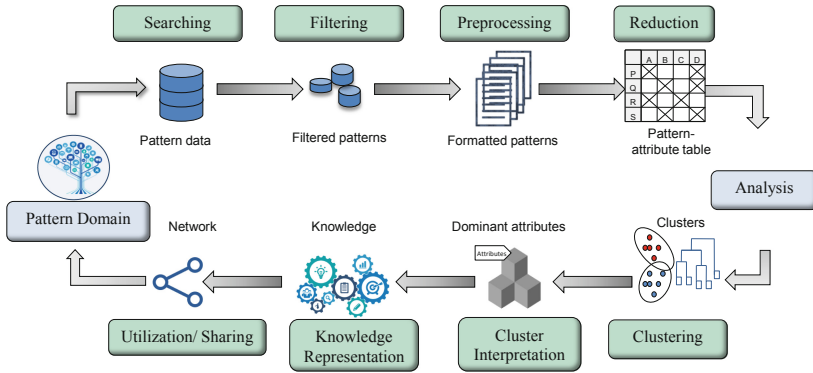 Searching
Filtering
Preprocessing
Reduction
A B C D
P
Q
R
S
Pattern data
Filtered patterns
Formatted patterns
Pattern-
attribute table
Pattern Domain
Analysis
Network
Knowledge
Dominant attributes
Clusters
Attributes
Utilization/ Sharing
Knowledge
Representation
Cluster
Interpretation
Clustering